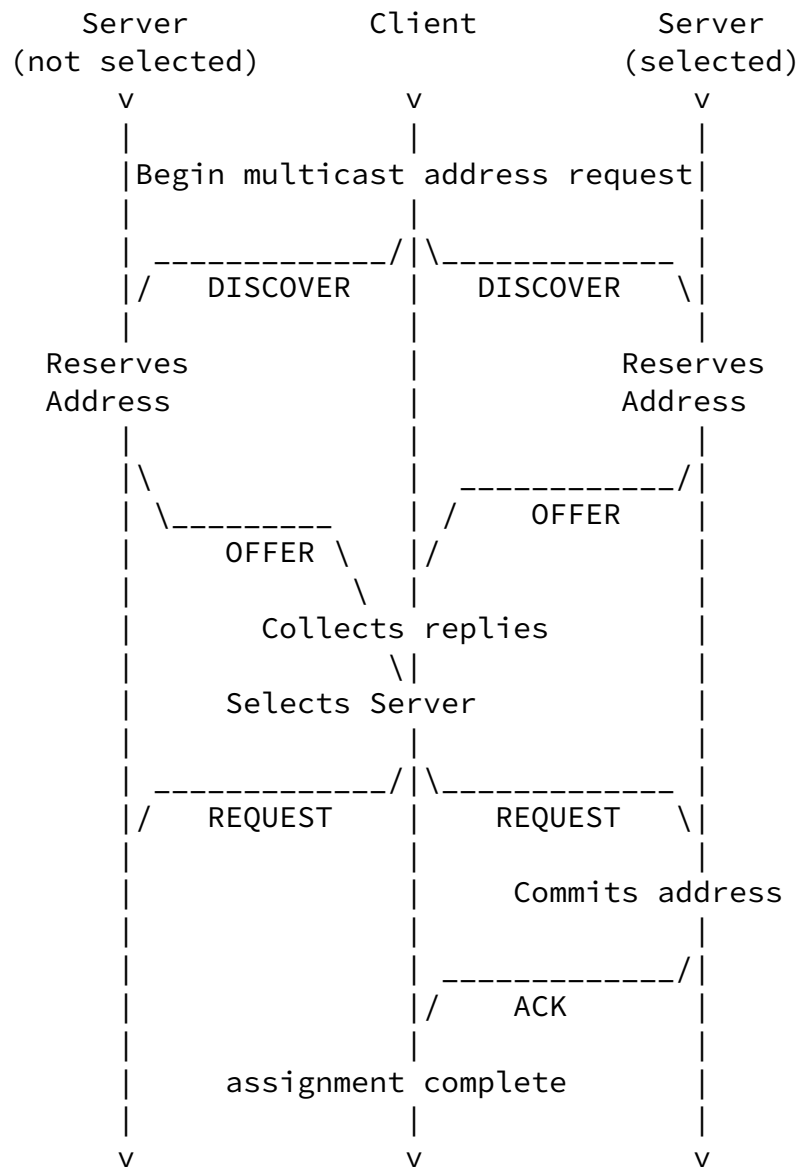 Server Client Server
(not selected) (selected)
v v v
Begin multicast address request
DISCOVER DISCOVER
Reserves Reserves
Address Address
OFFER
OFFER
Collects replies
Selects Server
REQUEST REQUEST
Commits address
ACK
assignment complete
v v v